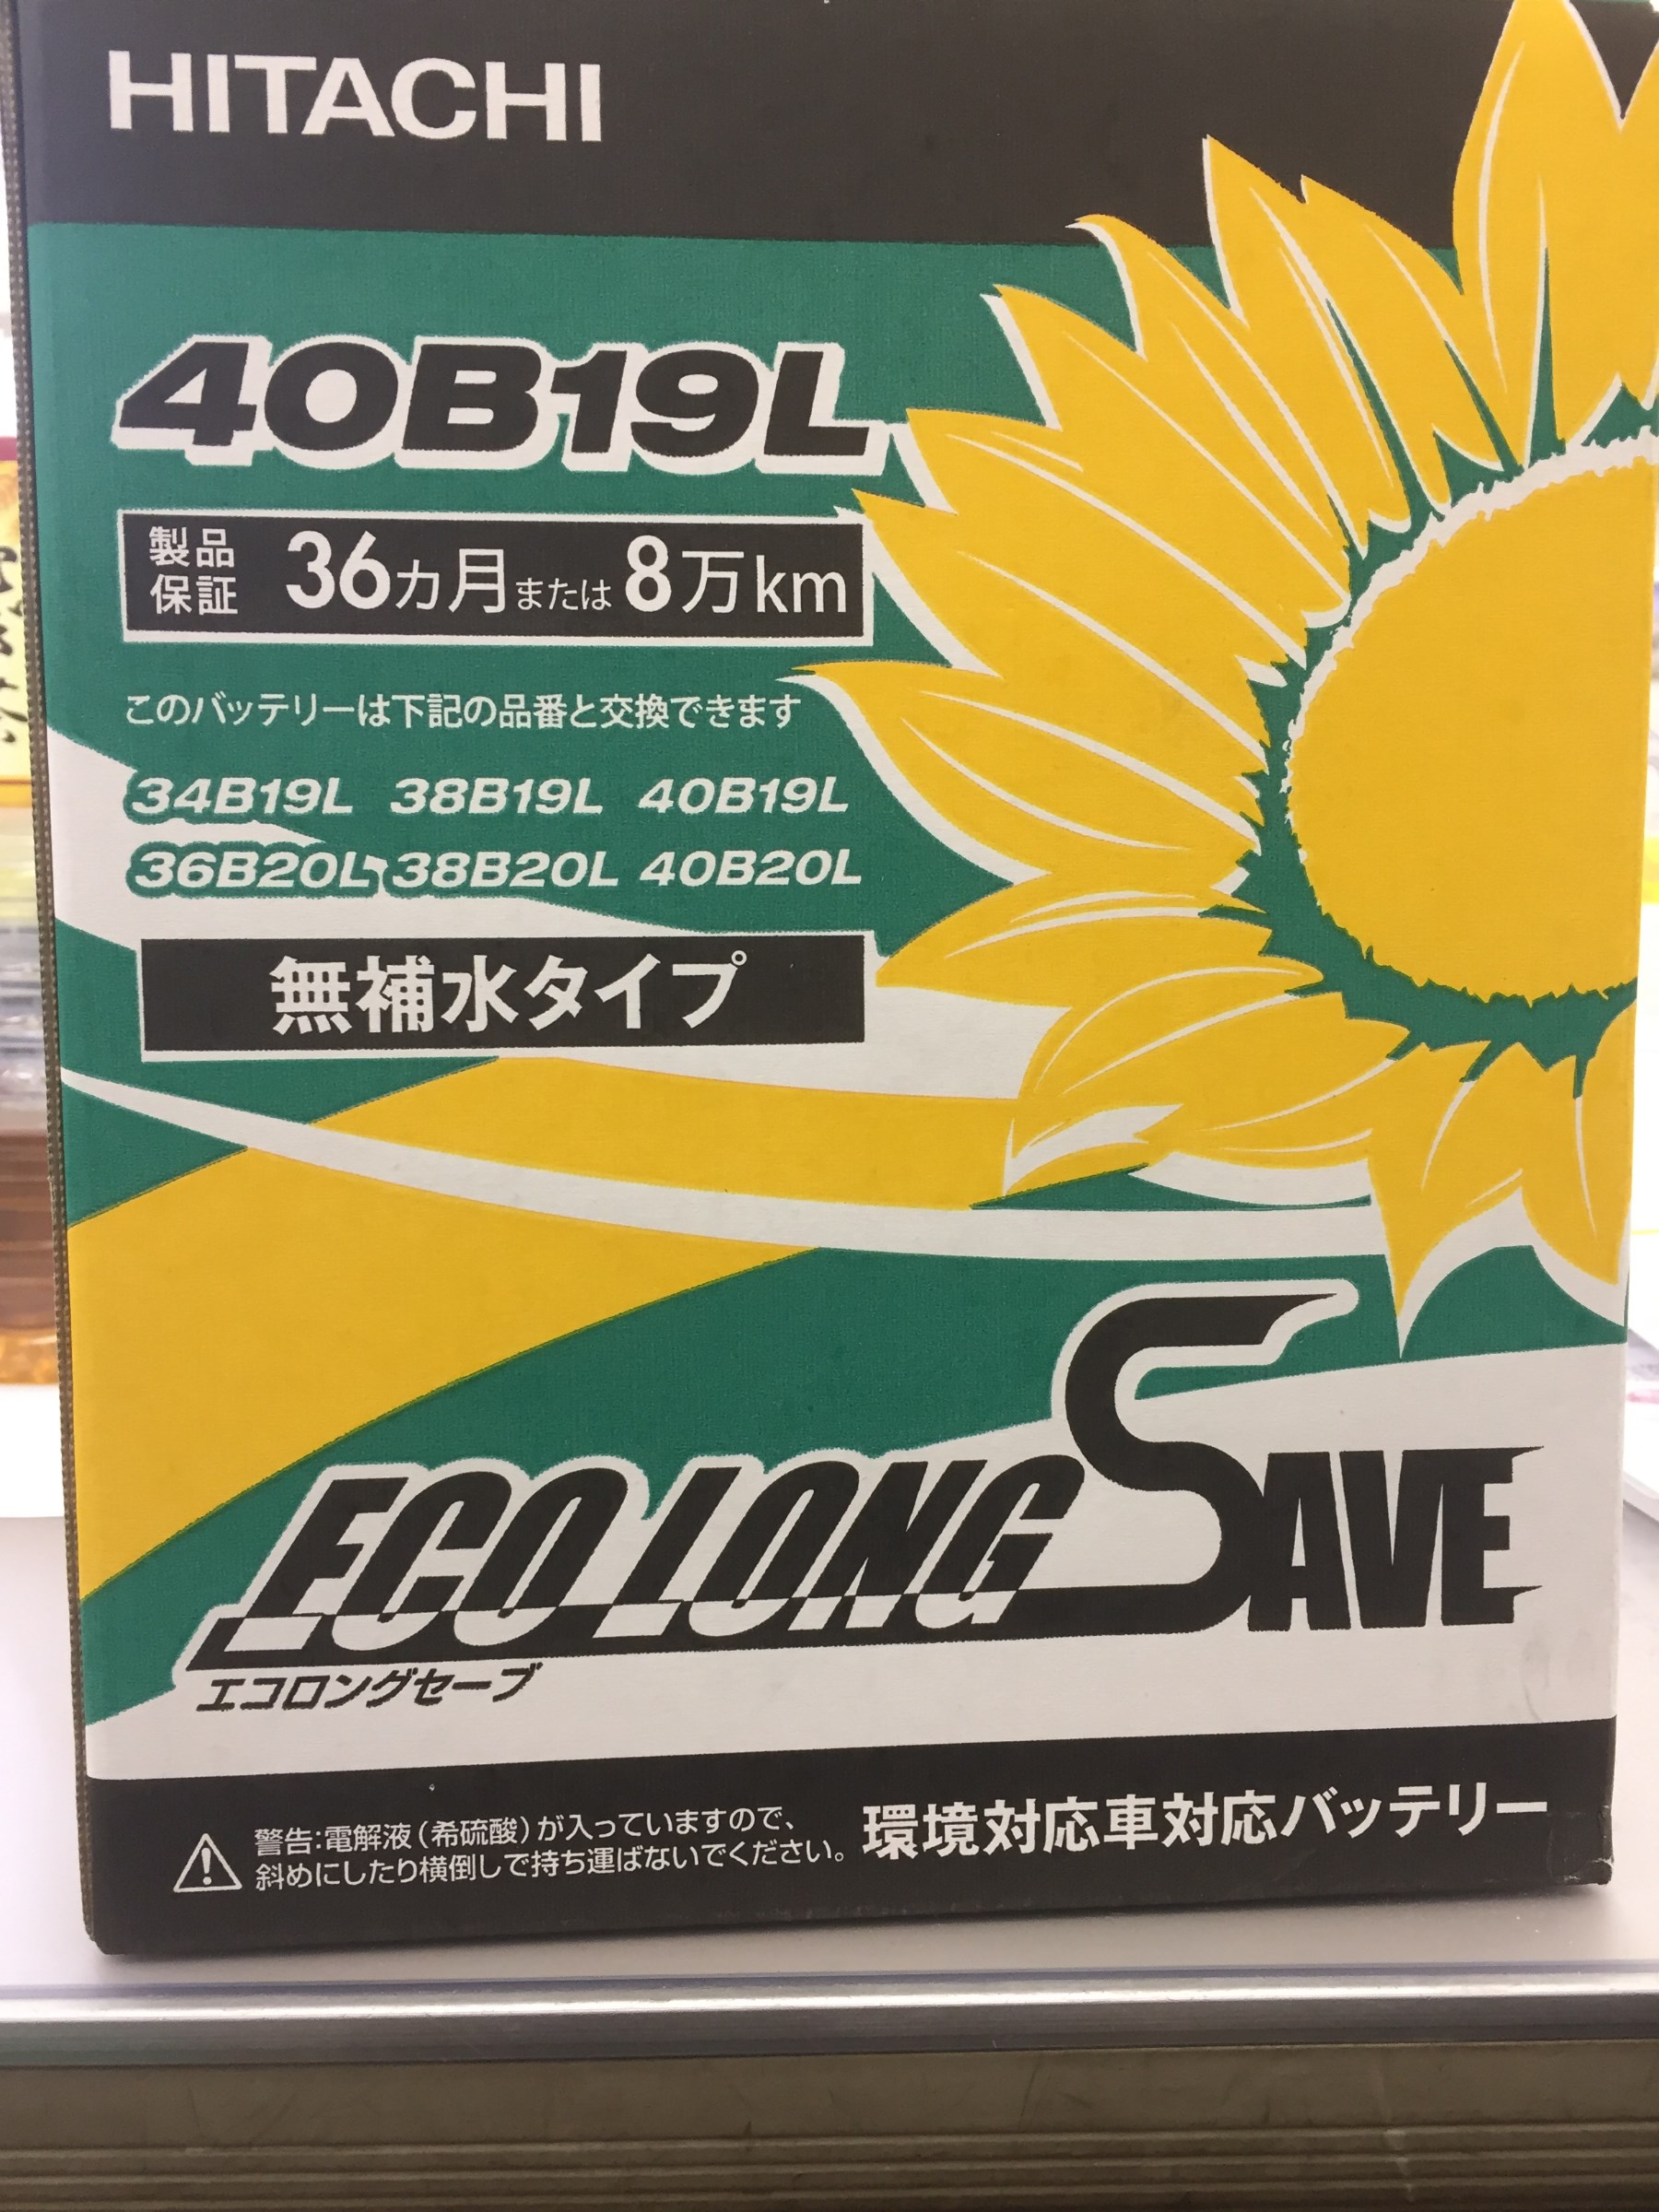 HITACHI
40B19L
製品保証 36カ月または8万km
このバッテリーは下記の品番と交換できます
34B19L 38B19L 40B19L
36B20L 38B20L 40B20L
無補水タイプ
ECO LONG SAVE
エコロングセーブ
警告:電解液(希硫酸)が入っていますので、
斜めにしたり横倒しで持ち運ばないでください。
環境対応車対応バッテリー